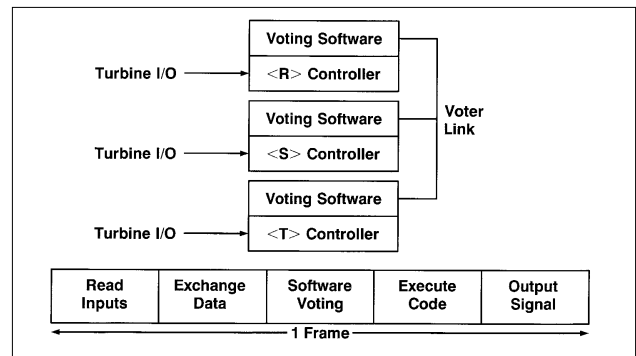 Voting Software
Turbine I/O
<R> Controller
Voting Software
Turbine I/O
<S> Controller
Voter
Link
Voting Software
Turbine I/O
<T> Controller
Read
Inputs
Exchange
Data
Software
Voting
Execute
Code
Output
Signal
1 Frame